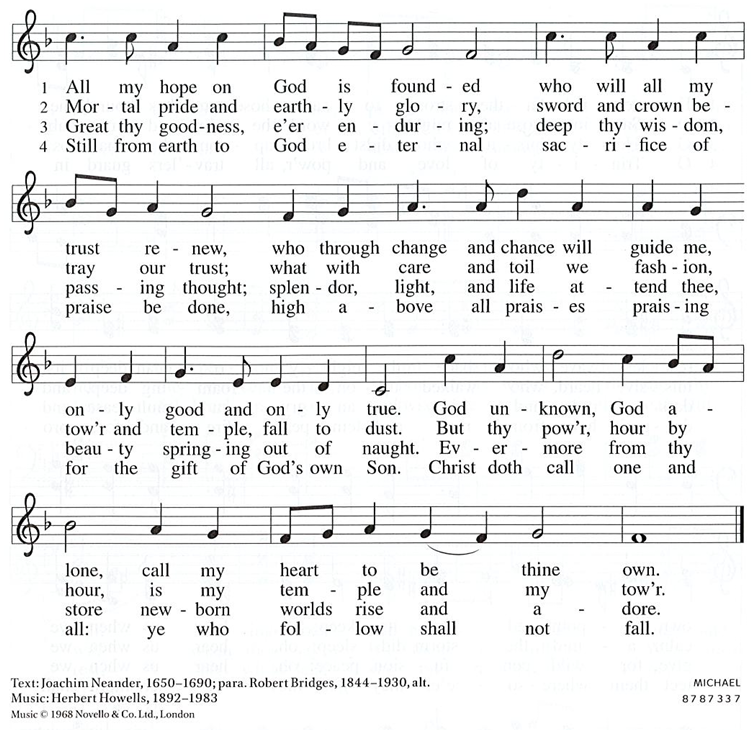 1 All my hope on God is found - ed who will all my
2 Mor - tal pride and earth - ly glo - ry, sword and crown be -
3 Great thy good - ness, e'er en - dur - ing; deep thy wis - dom,
4 Still from earth to God e - ter - nal sac - ri - fice of
trust re - new, who through change and chance will guide me,
tray our trust; what with care and toil we fash - ion,
pass - ing thought; splen - dor, light, and life at - tend thee,
praise be done, high a - bove all prais - es prais - ing
on - ly good and on - ly true. God un - known, God a -
tow'r and tem - ple, fall to dust. But thy pow'r, hour by
beau - ty spring - ing out of naught. Ev - er - more from thy
for the gift of God's own Son. Christ doth call one and
lone, call my heart to be thine own.
hour, is my tem - ple and my tow'r.
store new - born worlds rise and a - dore.
all: ye who fol - low shall not fall.
Text: Joachim Neander, 1650–1690; para. Robert Bridges, 1844–1930, alt.
MICHAEL
Music: Herbert Howells, 1892–1983
8 7 8 7 3 3 7
Music © 1968 Novello & Co. Ltd., London